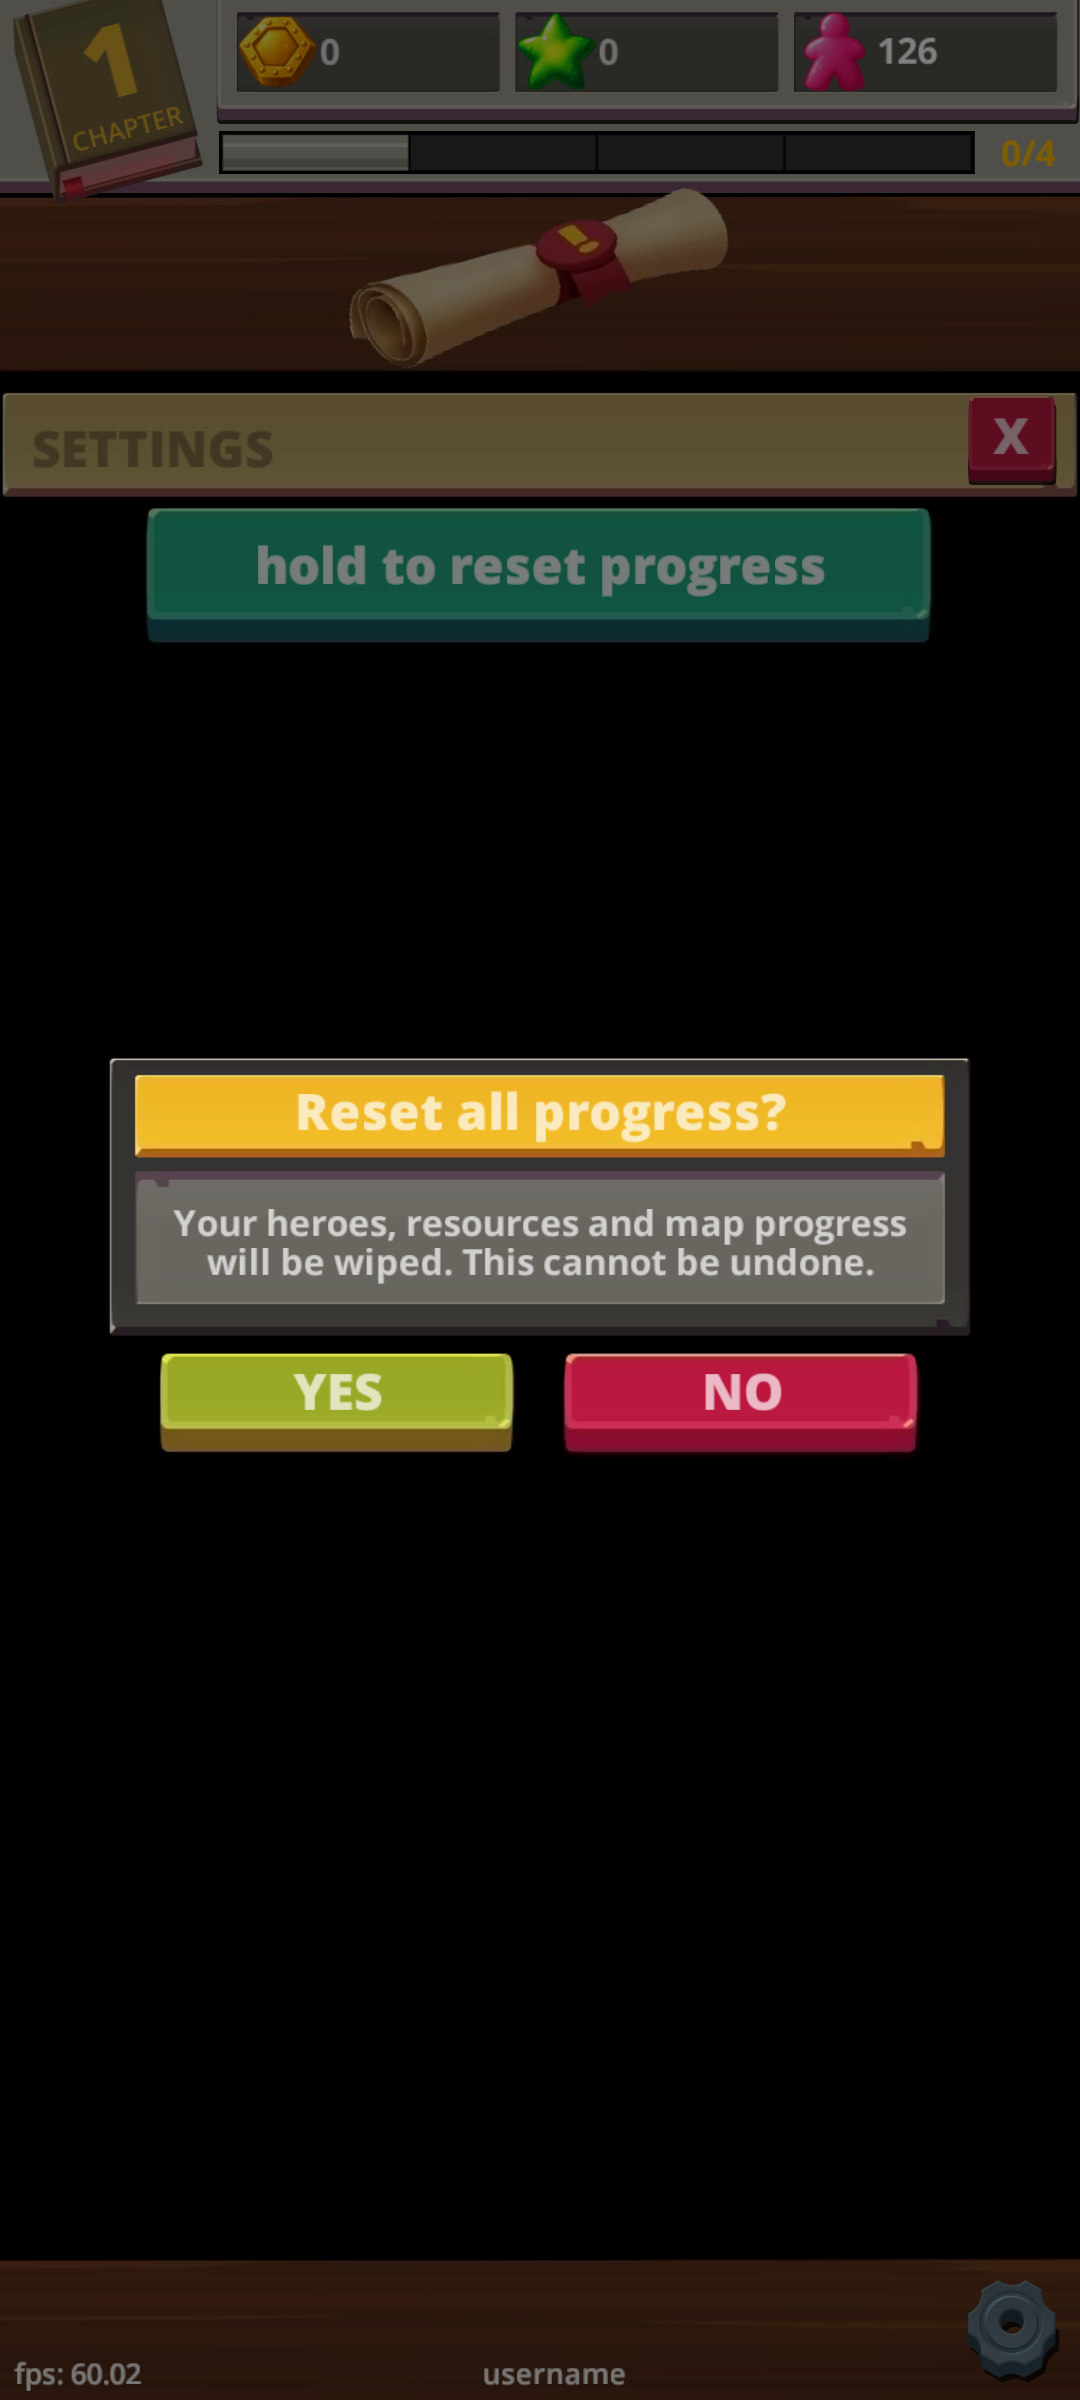 1
CHAPTER
0
0
126
0/4
!
SETTINGS
X
hold to reset progress
Reset all progress?
Your heroes, resources and map progress
will be wiped. This cannot be undone.
YES
NO
fps: 60.02
username